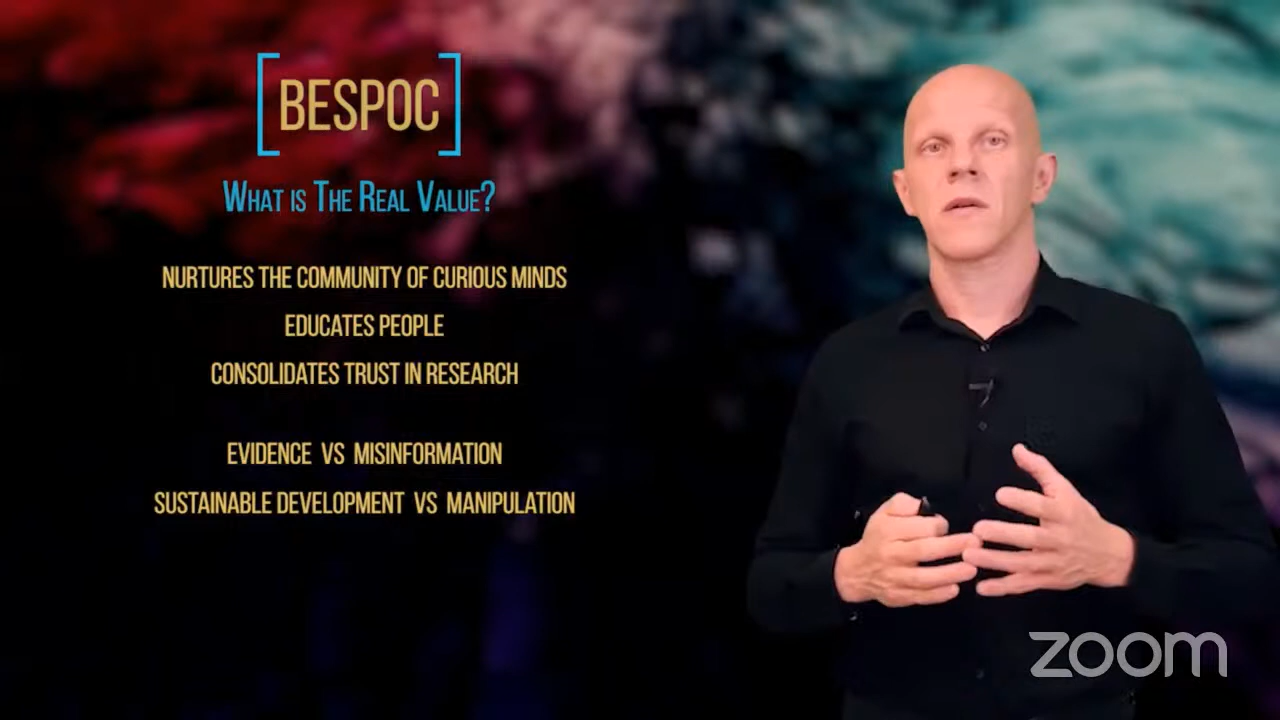 [BESPOC]
WHAT IS THE REAL VALUE?
NURTURES THE COMMUNITY OF CURIOUS MINDS
EDUCATES PEOPLE
CONSOLIDATES TRUST IN RESEARCH
EVIDENCE VS MISINFORMATION
SUSTAINABLE DEVELOPMENT VS MANIPULATION
zoom